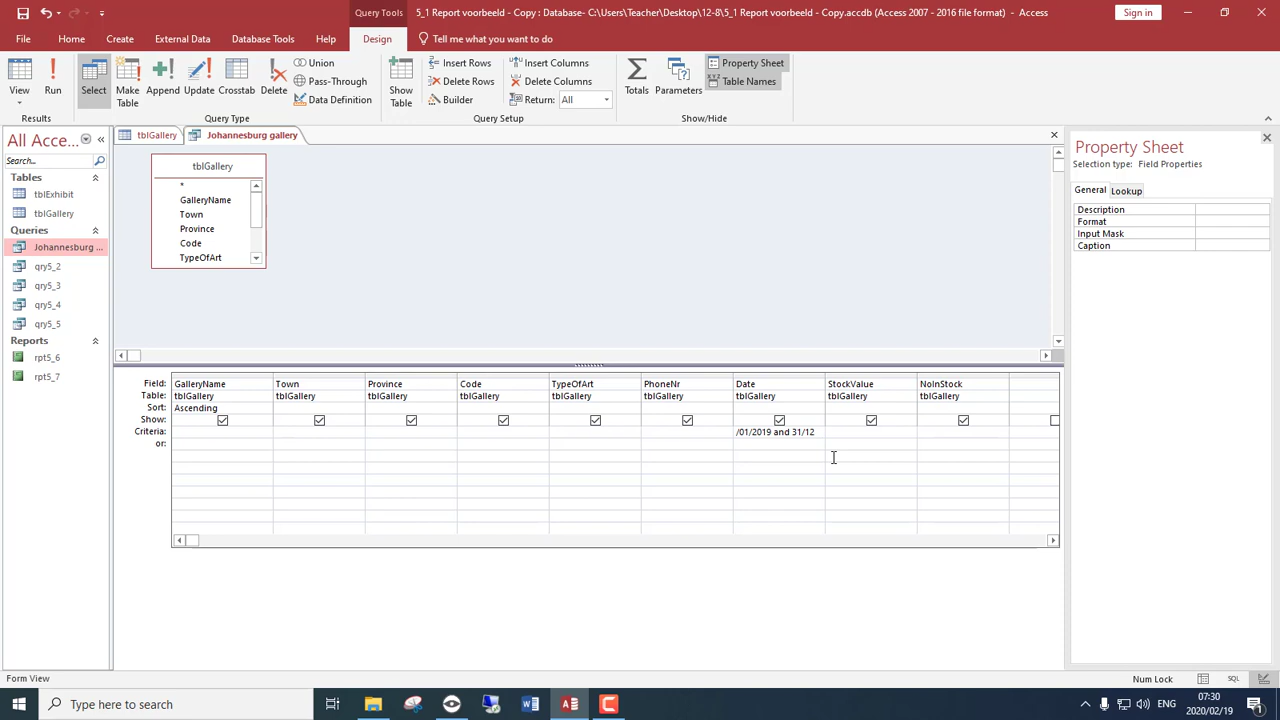 Query Tools
5_1 Report voorbeeld - Copy : Database- C:\Users\Teacher\Desktop\12-8\5_1 Report voorbeeld - Copy.accdb (Access 2007 - 2016 file format) - Access
Sign in
File Home Create External Data Database Tools Help Design Tell me what you want to do
View Run Select Make Table Append Update Crosstab Delete
Union
Pass-Through
Data Definition
Show Table
Insert Rows
Delete Rows
Builder
Insert Columns
Delete Columns
Return: All
Totals Parameters
Property Sheet
Table Names
Results Query Type Query Setup Show/Hide
All Acce...
Search...
Tables
tblExhibit
tblGallery
Queries
Johannesburg ...
qry5_2
qry5_3
qry5_4
qry5_5
Reports
rpt5_6
rpt5_7
tblGallery Johannesburg gallery
tblGallery
*
GalleryName
Town
Province
Code
TypeOfArt
Field: GalleryName Town Province Code TypeOfArt PhoneNr Date StockValue NoInStock
Table: tblGallery tblGallery tblGallery tblGallery tblGallery tblGallery tblGallery tblGallery tblGallery
Sort: Ascending
Show:
Criteria: /01/2019 and 31/12
or:
Property Sheet
Selection type: Field Properties
General Lookup
Description
Format
Input Mask
Caption
Form View
Num Lock
SQL
Type here to search
ENG
07:30
2020/02/19